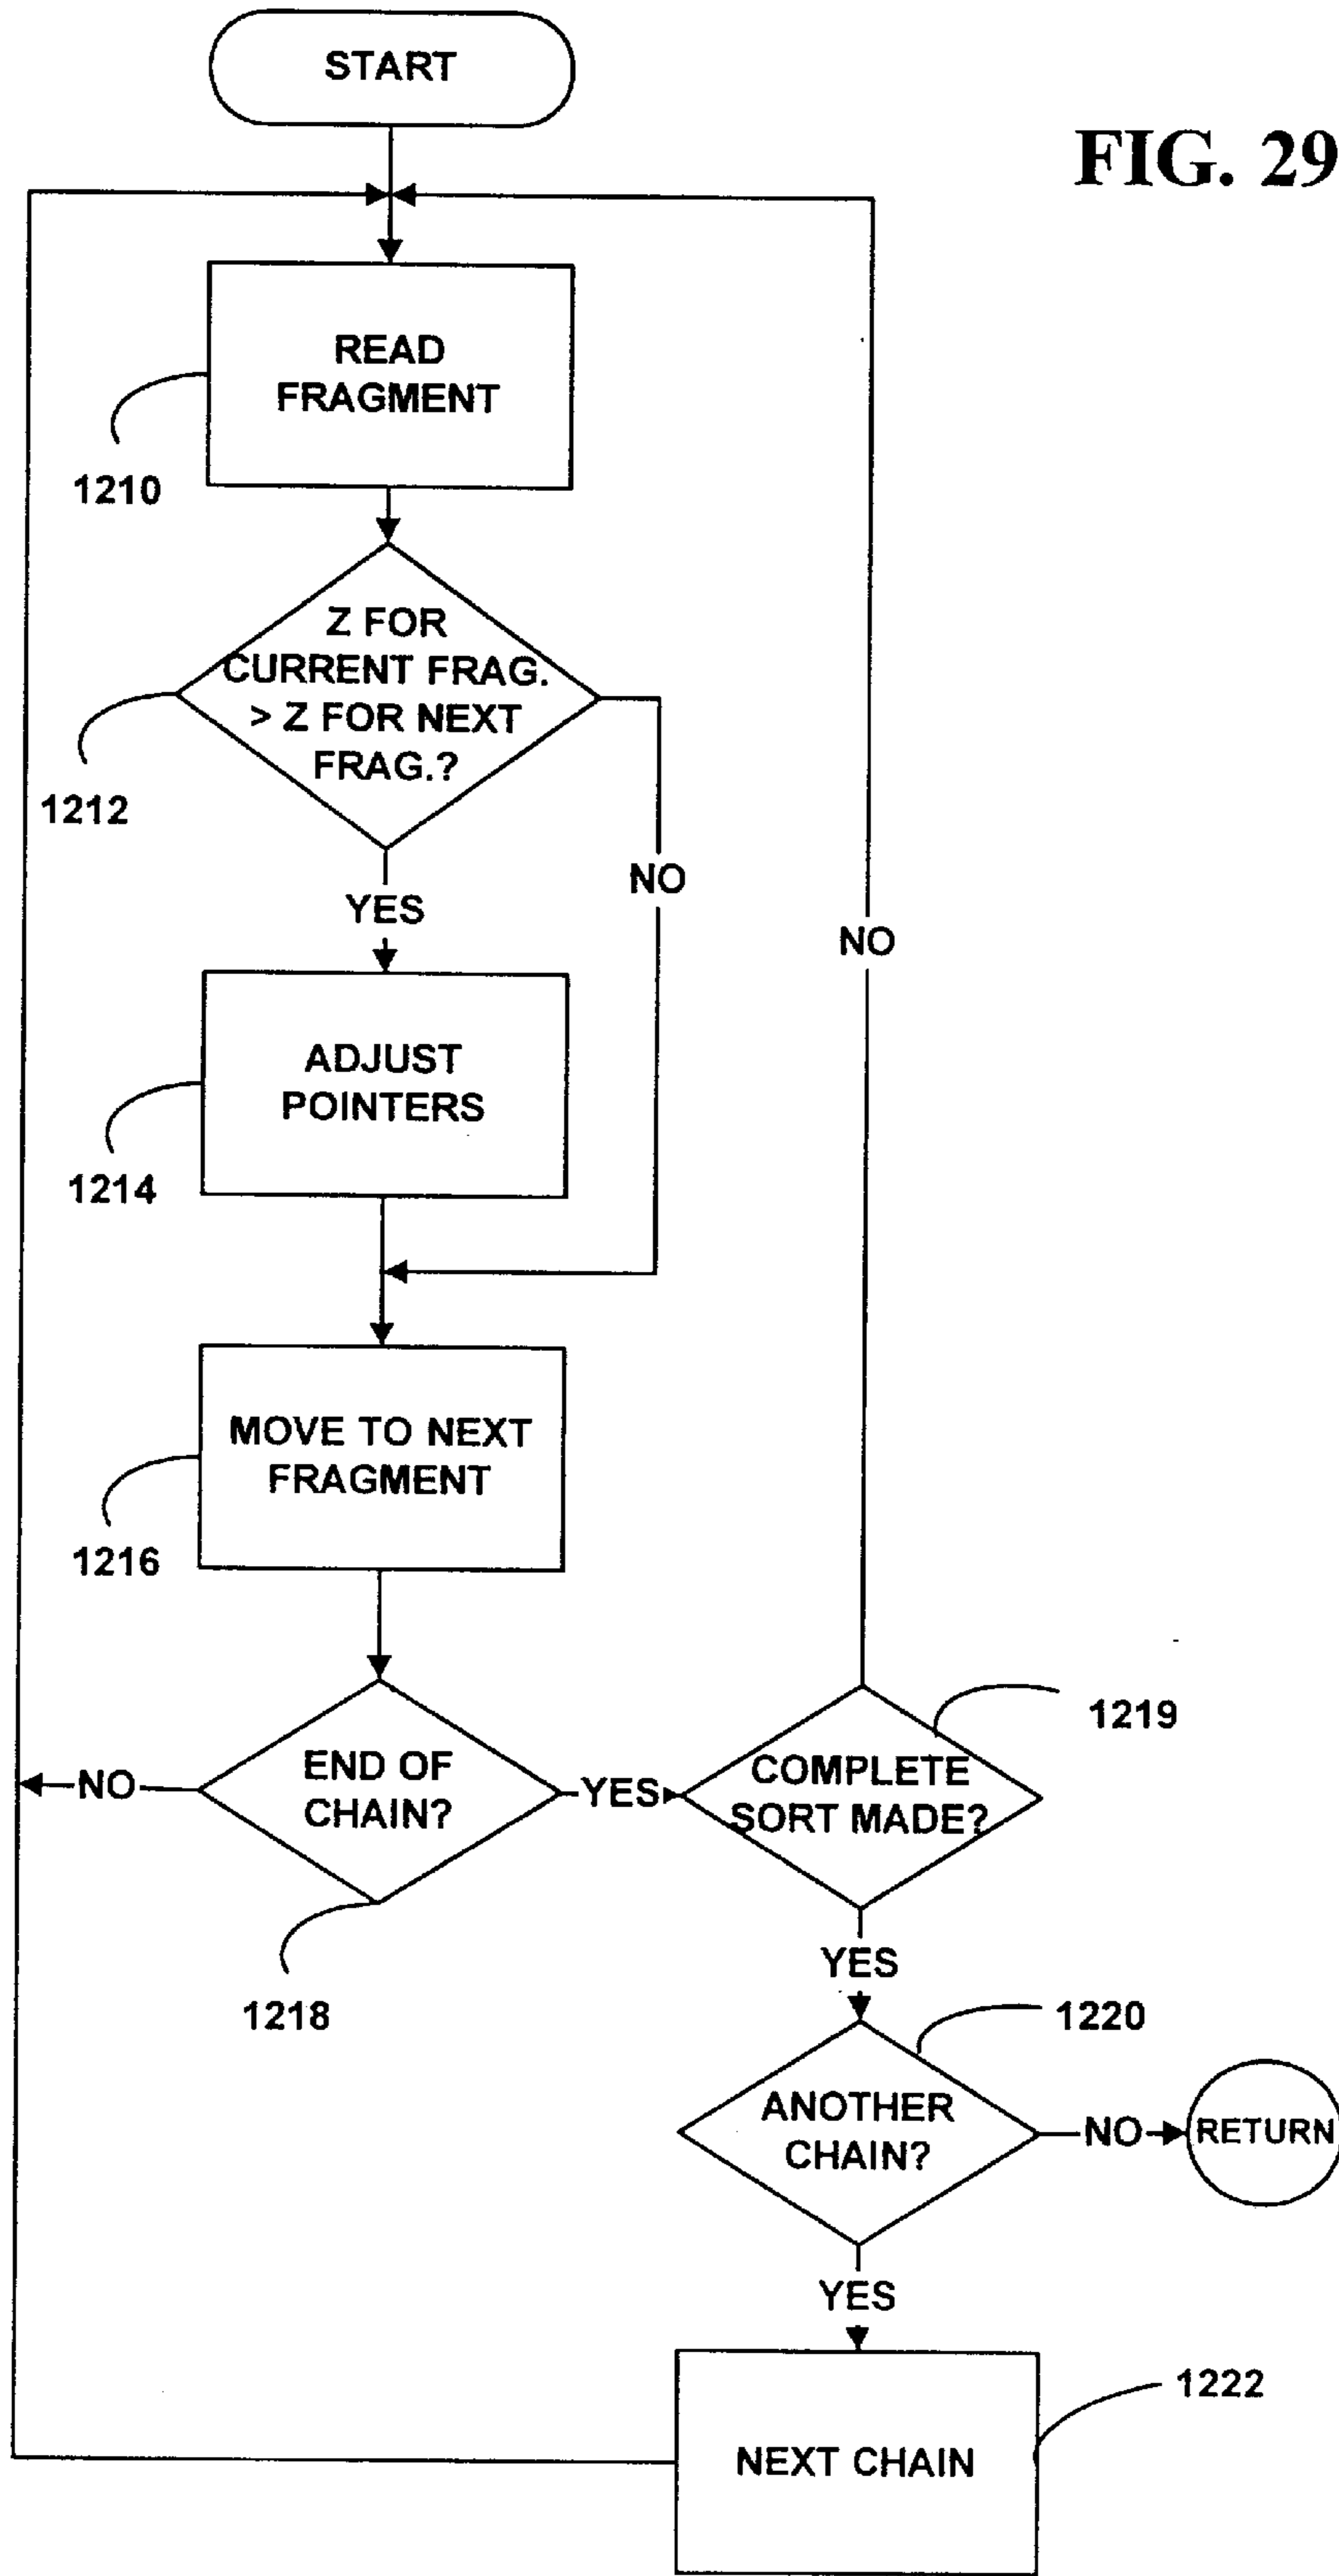 START
FIG. 29
READ
FRAGMENT
1210
Z FOR
CURRENT FRAG.
> Z FOR NEXT
FRAG.?
1212
NO
YES
NO
ADJUST
POINTERS
1214
MOVE TO NEXT
FRAGMENT
1216
1219
END OF
CHAIN?
NO
YES
COMPLETE
SORT MADE?
1218
YES
1220
ANOTHER
CHAIN?
NO
RETURN
YES
1222
NEXT CHAIN